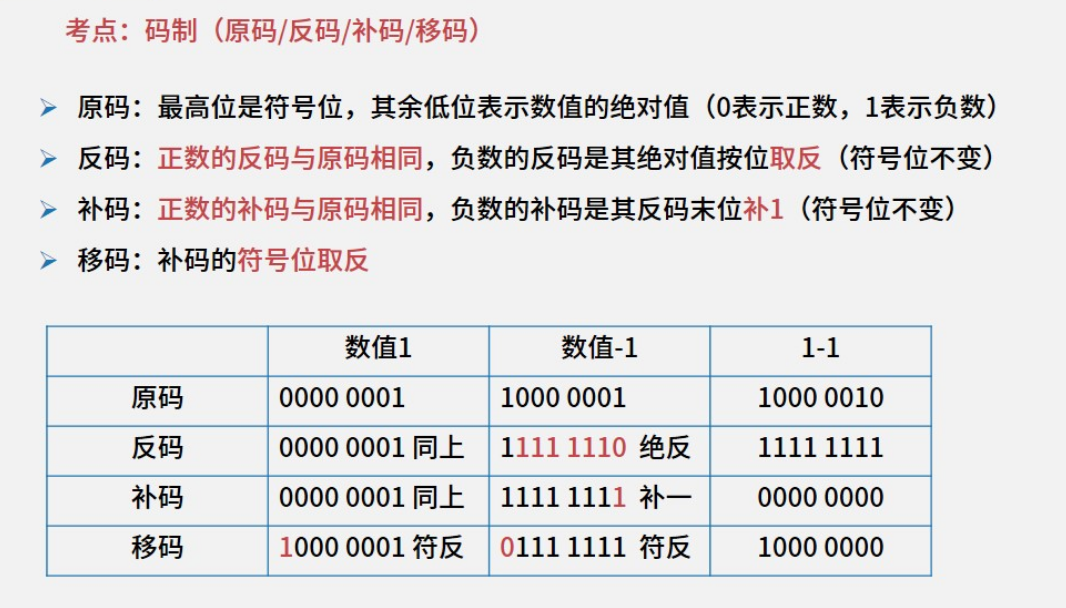 考点：码制（原码/反码/补码/移码）
原码：最高位是符号位，其余低位表示数值的绝对值（0表示正数，1表示负数）
反码：正数的反码与原码相同，负数的反码是其绝对值按位取反（符号位不变）
补码：正数的补码与原码相同，负数的补码是其反码末位补1（符号位不变）
移码：补码的符号位取反
数值1 数值-1 1-1
原码 0000 0001 1000 0001 1000 0010
反码 0000 0001 同上 1111 1110 绝反 1111 1111
补码 0000 0001 同上 1111 1111 补一 0000 0000
移码 1000 0001 符反 0111 1111 符反 1000 0000